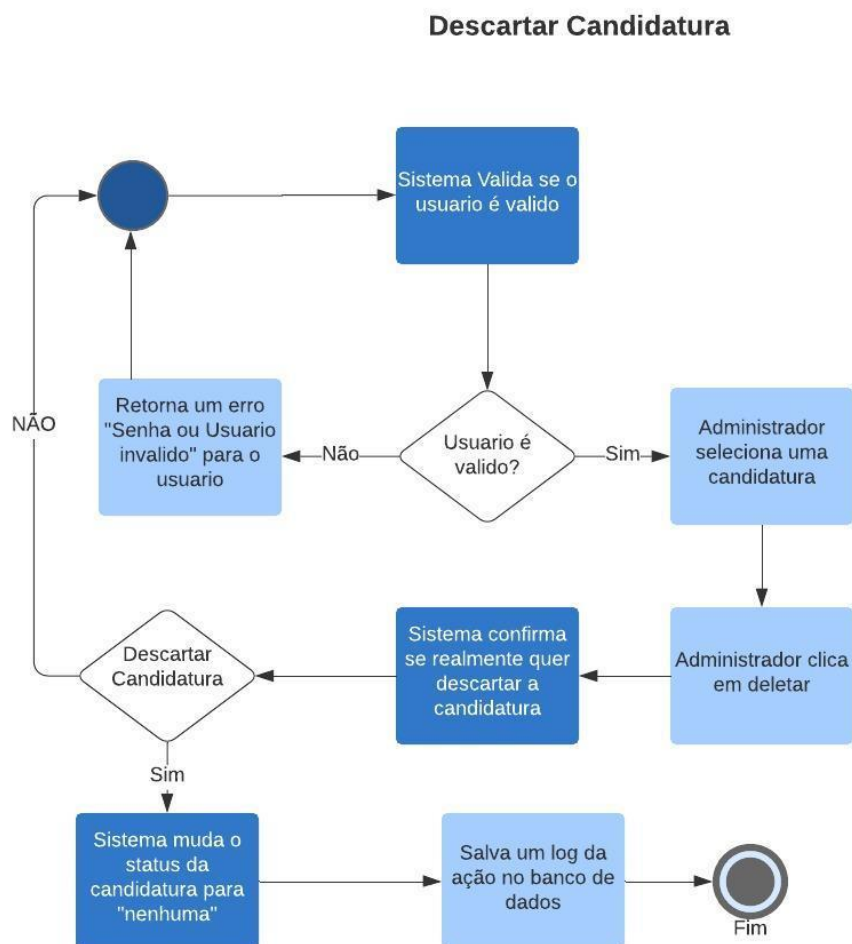 Descartar Candidatura
Sistema Valida se o
usuario é valido
NÃO
Retorna um erro
"Senha ou Usuario
invalido" para o
usuario
Não
Usuario é
valido?
Sim
Administrador
seleciona uma
candidatura
Descartar
Candidatura
Sistema confirma
se realmente quer
descartar a
candidatura
Administrador clica
em deletar
Sim
Sistema muda o
status da
candidatura para
"nenhuma"
Salva um log da
ação no banco de
dados
Fim